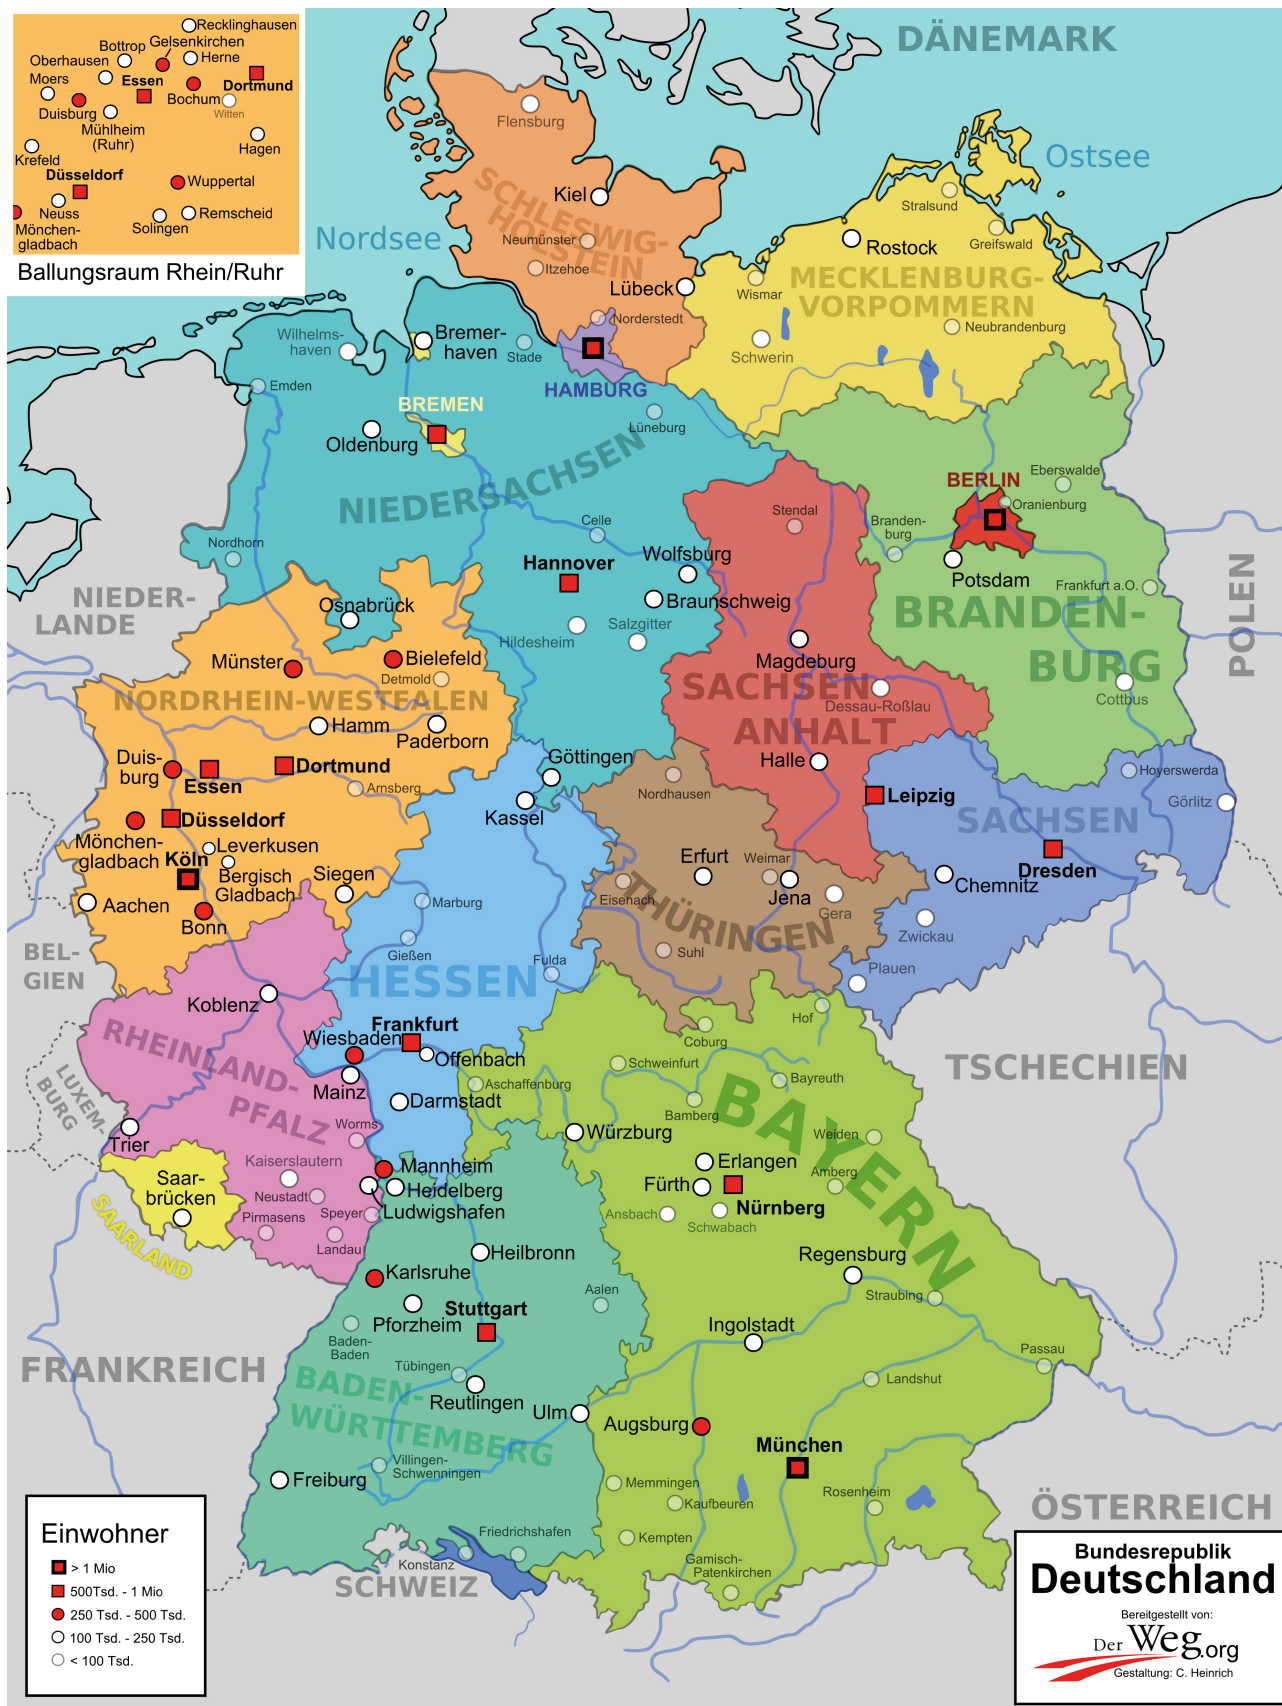 Recklinghausen
Bottrop
Gelsenkirchen
Oberhausen
Herne
Moers
Essen
Dortmund
Duisburg
Bochum
Witten
Mühlheim
(Ruhr)
Hagen
Krefeld
Düsseldorf
Wuppertal
Neuss
Remscheid
Mönchen-
gladbach
Solingen
Ballungsraum Rhein/Ruhr
DÄNEMARK
Ostsee
Nordsee
Flensburg
Kiel
SCHLESWIG-
HOLSTEIN
Neumünster
Itzehoe
Lübeck
Norderstedt
Stralsund
Greifswald
Rostock
MECKLENBURG-
VORPOMMERN
Wismar
Neubrandenburg
Schwerin
Wilhelms-
haven
Bremer-
haven
Stade
HAMBURG
Emden
BREMEN
Oldenburg
Lüneburg
NIEDERSACHSEN
Celle
Nordhorn
Hannover
Wolfsburg
Braunschweig
Osnabrück
Hildesheim
Salzgitter
Stendal
BERLIN
Eberswalde
Oranienburg
Branden-
burg
Potsdam
Frankfurt a.O.
BRANDEN-
BURG
Cottbus
POLEN
NIEDER-
LANDE
Münster
Bielefeld
Detmold
NORDRHEIN-WESTFALEN
Hamm
Paderborn
Magdeburg
SACHSEN
ANHALT
Dessau-Roßlau
Halle
Göttingen
Kassel
Duis-
burg
Essen
Dortmund
Arnsberg
Düsseldorf
Mönchen-
gladbach
Leverkusen
Köln
Bergisch
Gladbach
Siegen
Aachen
Bonn
Nordhausen
Leipzig
Hoyerswerda
Görlitz
SACHSEN
Dresden
Chemnitz
Erfurt
Weimar
Jena
Gera
Eisenach
THÜRINGEN
Suhl
Zwickau
Plauen
Marburg
Gießen
Fulda
HESSEN
BEL-
GIEN
Koblenz
RHEINLAND-
PFALZ
LUXEM-
BURG
Frankfurt
Wiesbaden
Offenbach
Mainz
Darmstadt
Aschaffenburg
Hof
Coburg
Schweinfurt
Bayreuth
Bamberg
BAYERN
TSCHECHIEN
Trier
Worms
Würzburg
Weiden
Erlangen
Amberg
Fürth
Nürnberg
Ansbach
Schwabach
Kaiserslautern
Mannheim
Heidelberg
Ludwigshafen
Neustadt
Speyer
Pirmasens
Landau
Saar-
brücken
SAARLAND
Heilbronn
Karlsruhe
Regensburg
Straubing
Aalen
Pforzheim
Stuttgart
Ingolstadt
Baden-
Baden
Passau
FRANKREICH
Tübingen
Reutlingen
Landshut
BADEN-
WÜRTTEMBERG
Ulm
Augsburg
München
Villingen-
Schwenningen
Freiburg
Memmingen
Kaufbeuren
Rosenheim
Friedrichshafen
Konstanz
Kempten
Gamisch-
Patenkirchen
SCHWEIZ
ÖSTERREICH
Einwohner
> 1 Mio
500Tsd. - 1 Mio
250 Tsd. - 500 Tsd.
100 Tsd. - 250 Tsd.
< 100 Tsd.
Bundesrepublik
Deutschland
Bereitgestellt von:
Der Weg.org
Gestaltung: C. Heinrich